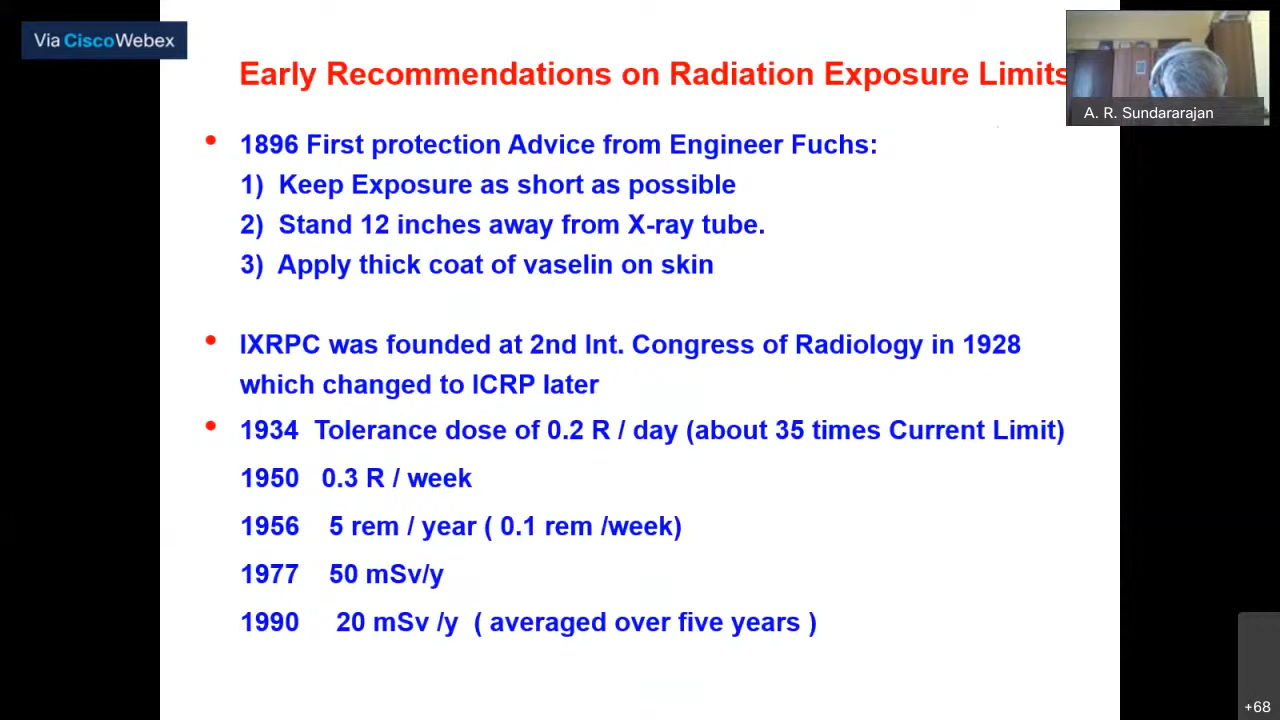 Via CiscoWebex
Early Recommendations on Radiation Exposure Limits
A. R. Sundararajan
• 1896 First protection Advice from Engineer Fuchs:
1) Keep Exposure as short as possible
2) Stand 12 inches away from X-ray tube.
3) Apply thick coat of vaselin on skin
• IXRPC was founded at 2nd Int. Congress of Radiology in 1928
which changed to ICRP later
• 1934 Tolerance dose of 0.2 R / day (about 35 times Current Limit)
1950 0.3 R / week
1956 5 rem / year ( 0.1 rem /week)
1977 50 mSv/y
1990 20 mSv /y ( averaged over five years )
+68